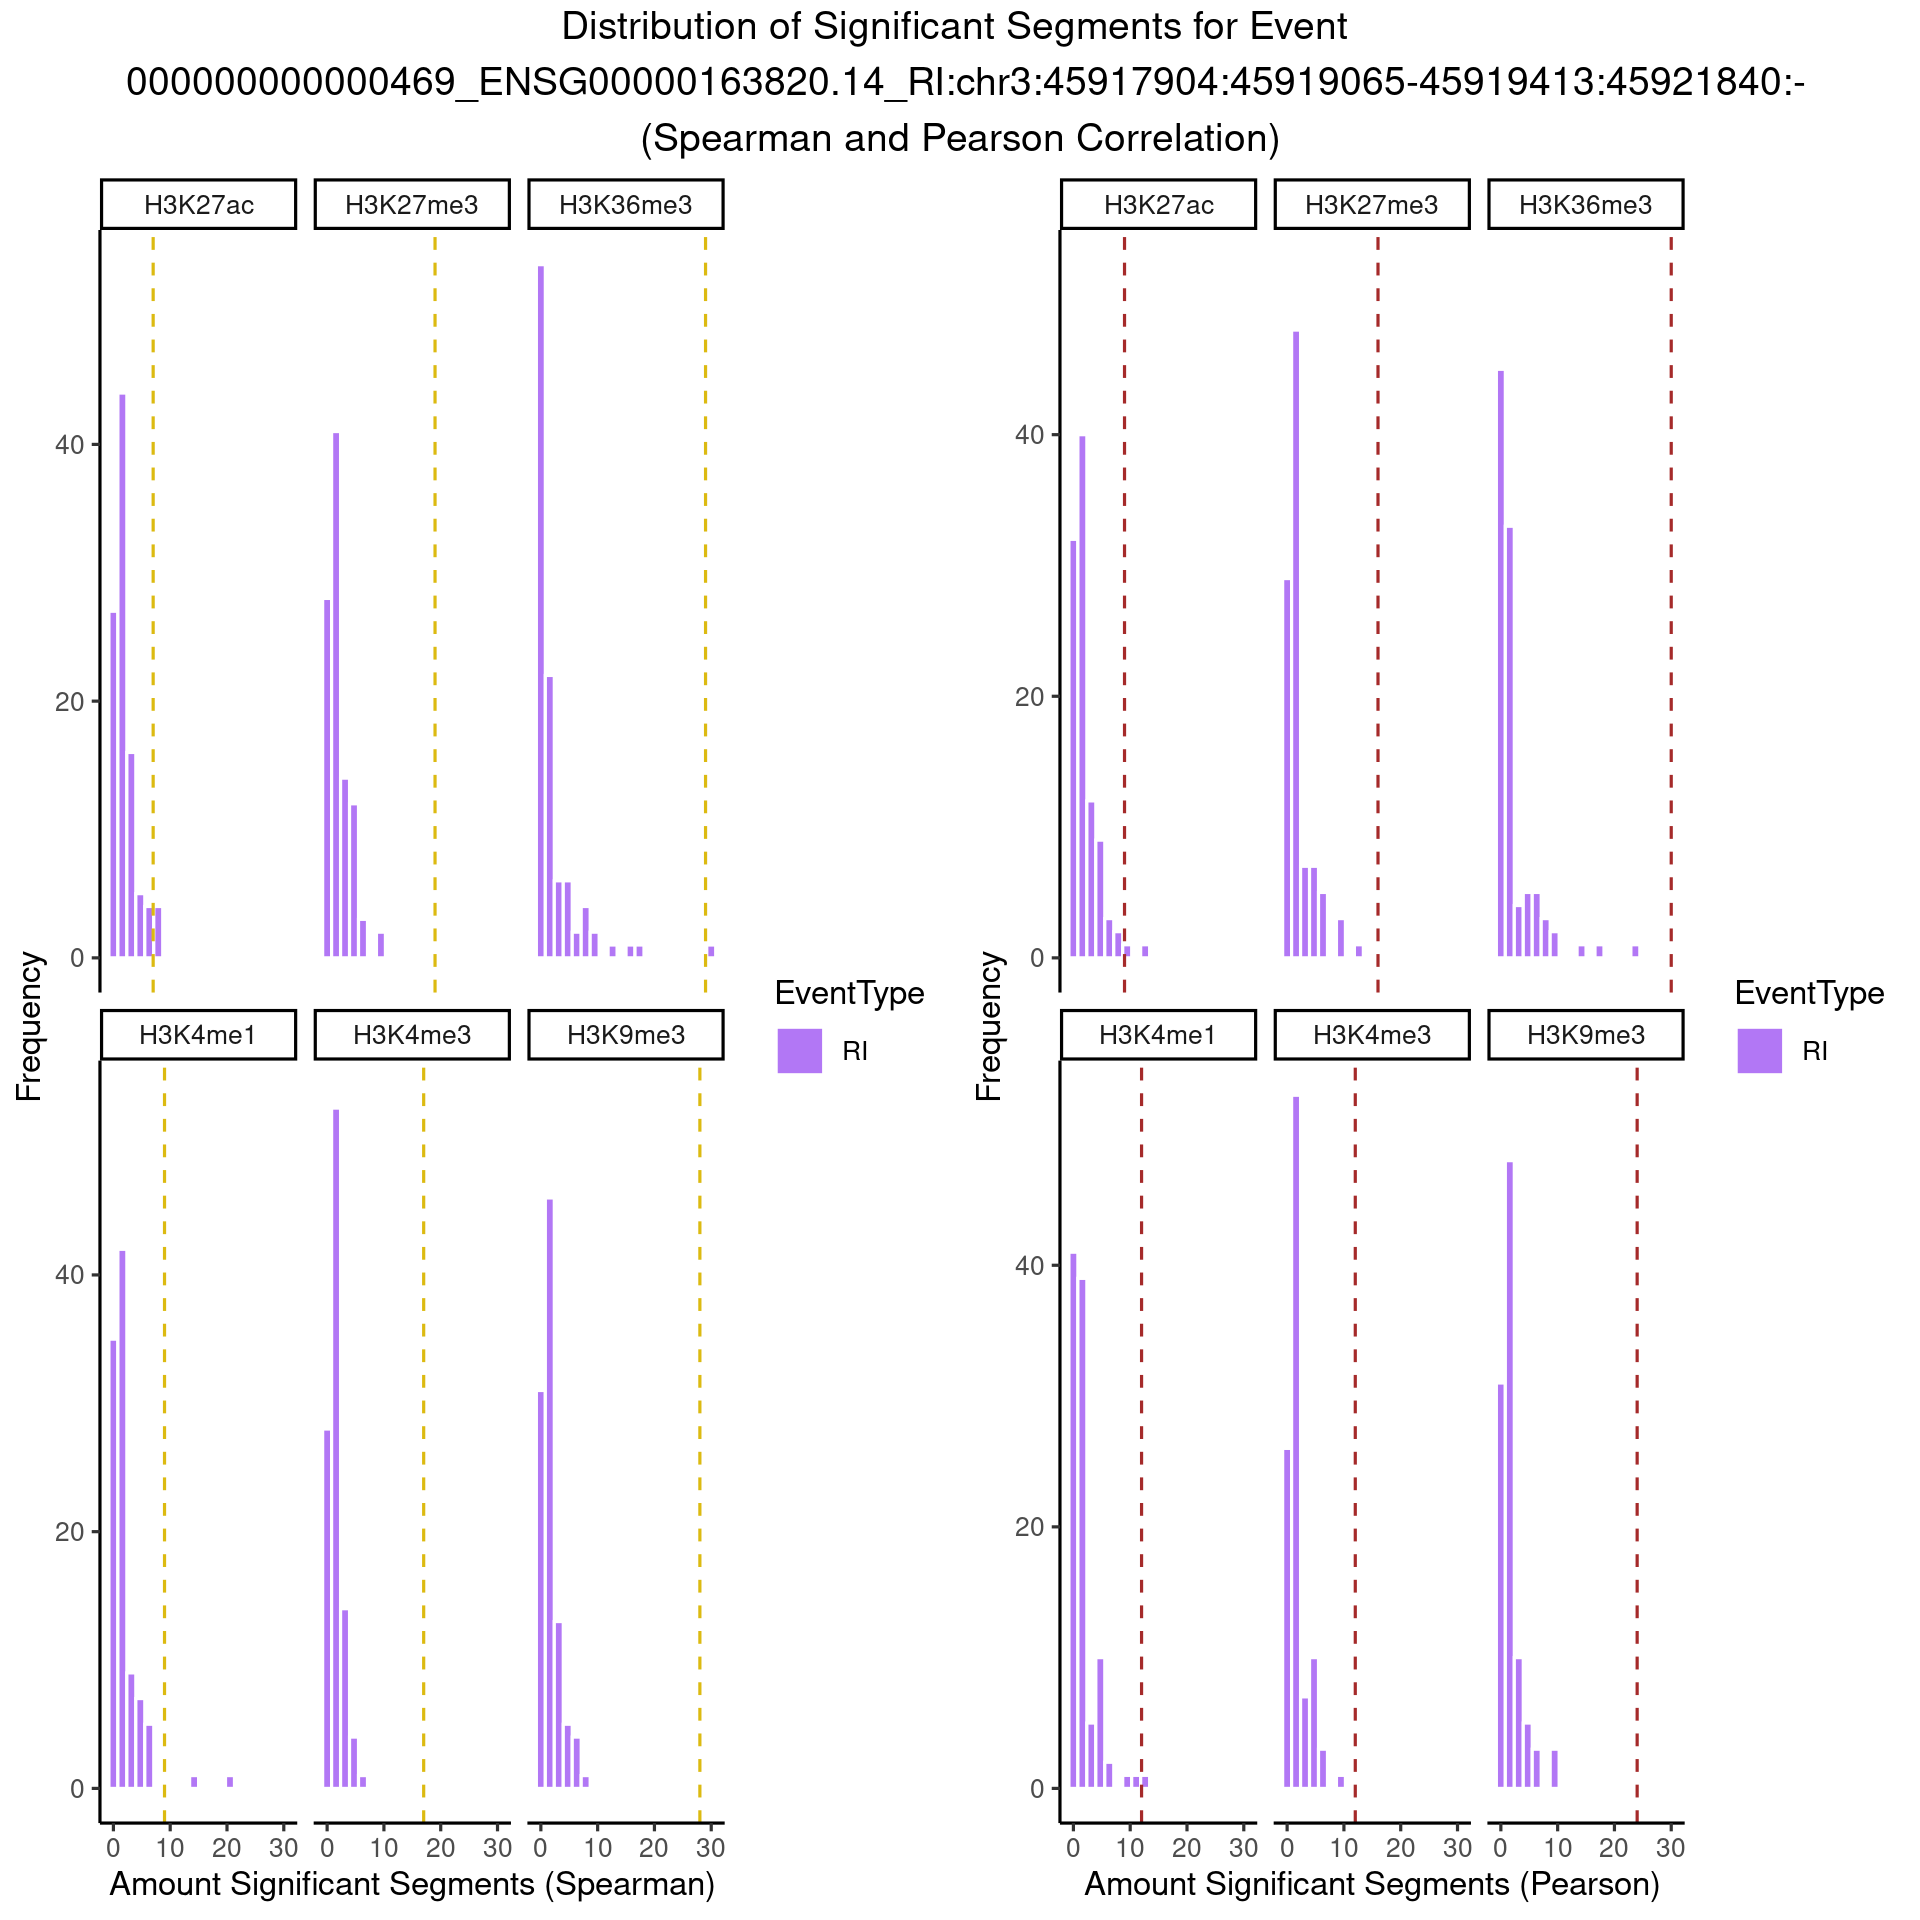 Distribution of Significant Segments for Event
000000000000469_ENSG00000163820.14_RI:chr3:45917904:45919065-45919413:45921840:-
(Spearman and Pearson Correlation)
H3K27ac H3K27me3 H3K36me3
40
20
0
H3K4me1 H3K4me3 H3K9me3
40
20
0
0 10 20 30 0 10 20 30 0 10 20 30
Frequency
Amount Significant Segments (Spearman)
EventType
RI
H3K27ac H3K27me3 H3K36me3
40
20
0
H3K4me1 H3K4me3 H3K9me3
40
20
0
0 10 20 30 0 10 20 30 0 10 20 30
Frequency
Amount Significant Segments (Pearson)
EventType
RI